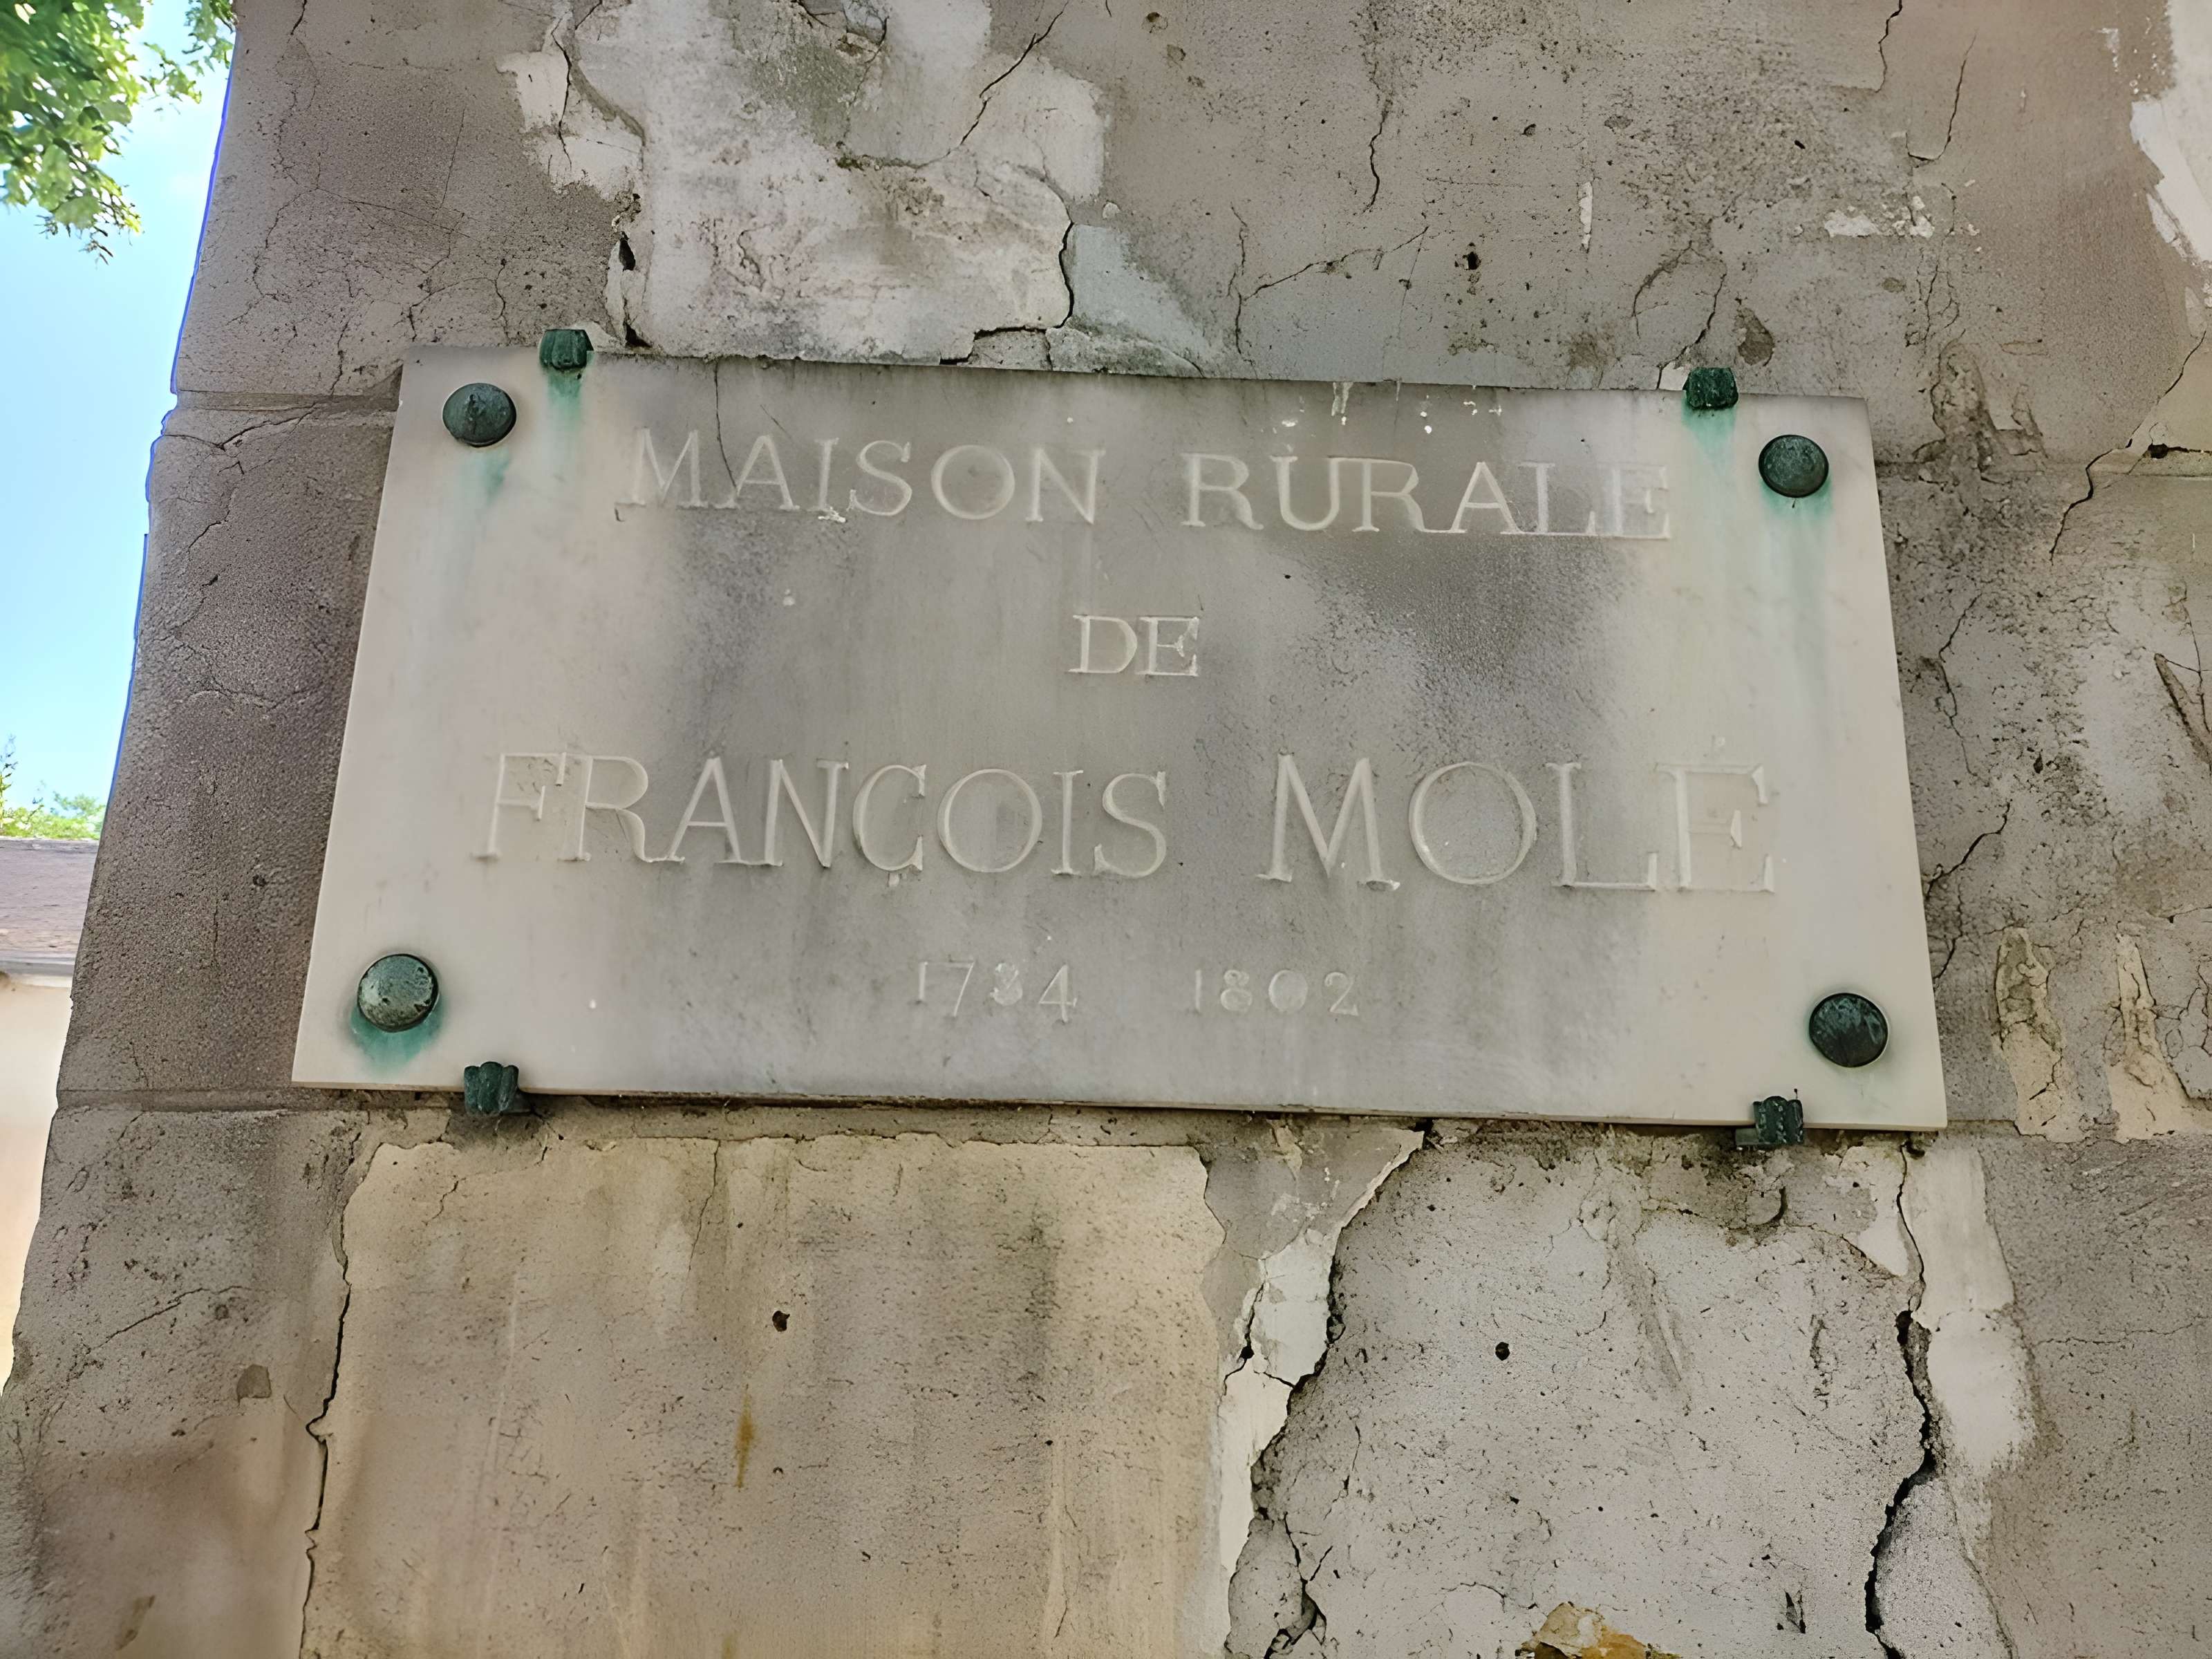 MAISON RURALE
DE
FRANÇOIS MOLÉ
1734 1802